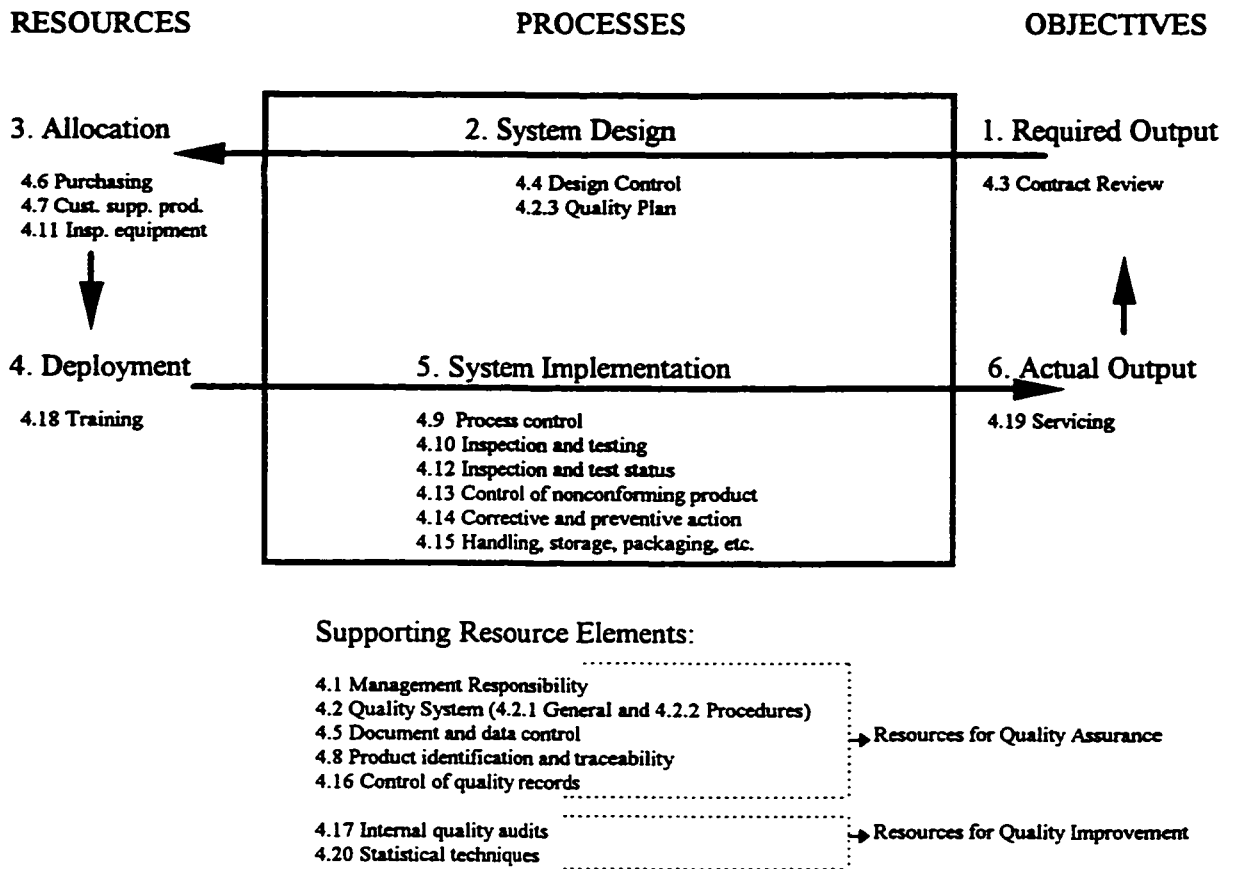 RESOURCES
PROCESSES
OBJECTIVES
3. Allocation
4.6 Purchasing
4.7 Cust. supp. prod.
4.11 Insp. equipment
2. System Design
4.4 Design Control
4.2.3 Quality Plan
1. Required Output
4.3 Contract Review
4. Deployment
4.18 Training
5. System Implementation
4.9 Process control
4.10 Inspection and testing
4.12 Inspection and test status
4.13 Control of nonconforming product
4.14 Corrective and preventive action
4.15 Handling, storage, packaging, etc.
6. Actual Output
4.19 Servicing
Supporting Resource Elements:
4.1 Management Responsibility
4.2 Quality System (4.2.1 General and 4.2.2 Procedures)
4.5 Document and data control
4.8 Product identification and traceability
4.16 Control of quality records
Resources for Quality Assurance
4.17 Internal quality audits
4.20 Statistical techniques
Resources for Quality Improvement